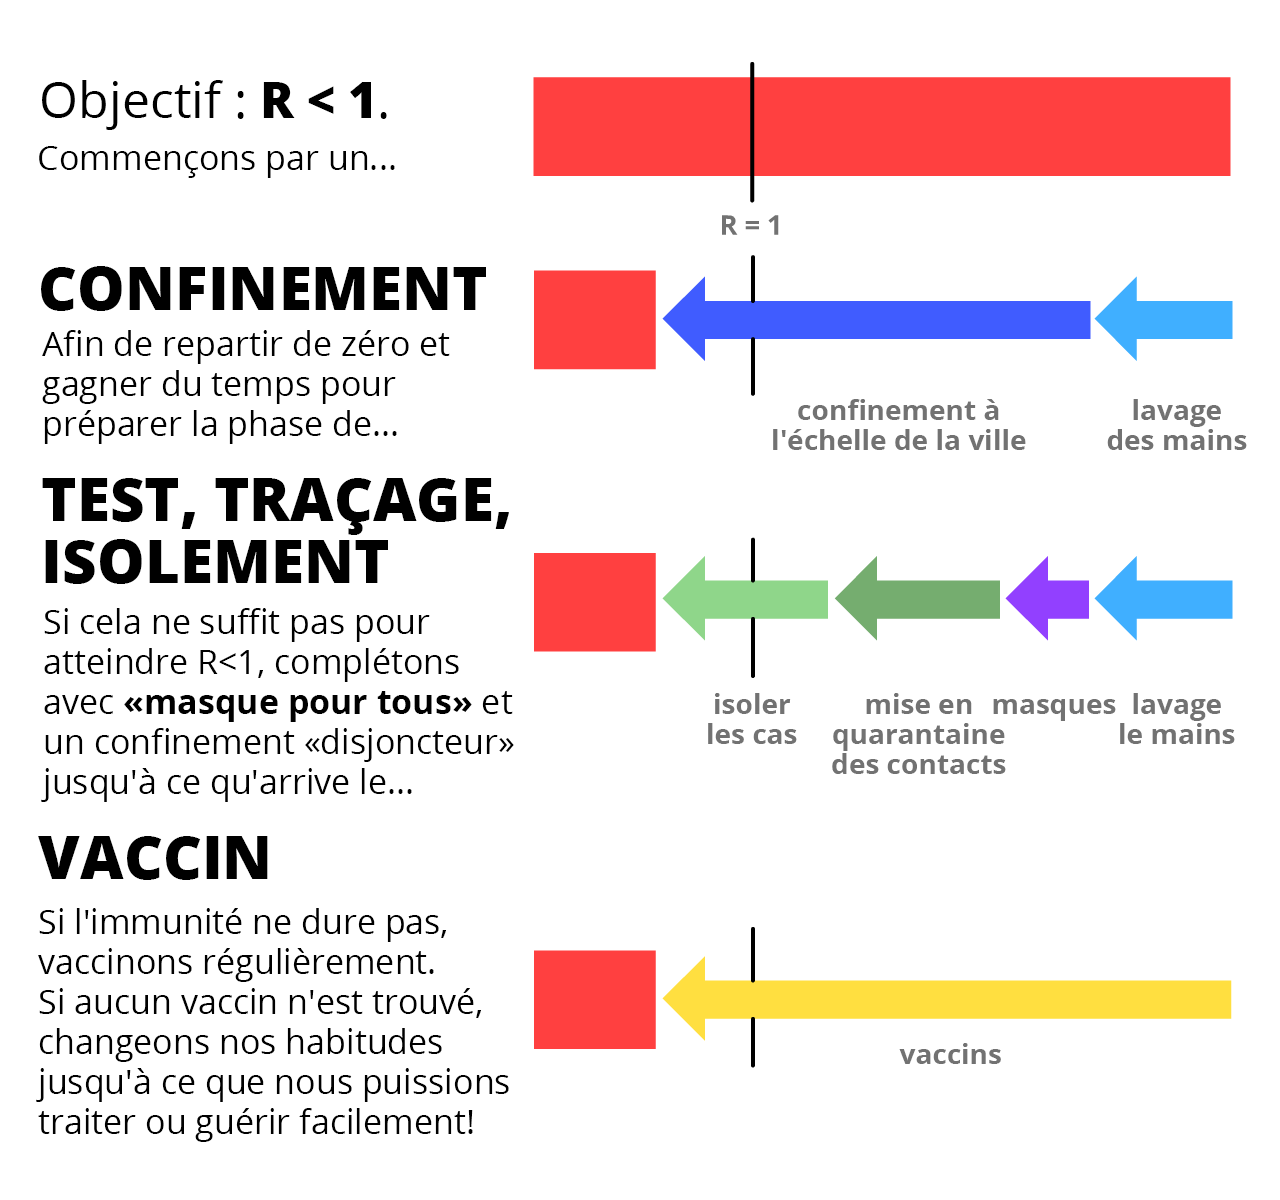 Objectif : R < 1.
Commençons par un...
R = 1
CONFINEMENT
Afin de repartir de zéro et
gagner du temps pour
préparer la phase de...
confinement à
l'échelle de la ville
lavage
des mains
TEST, TRAÇAGE,
ISOLEMENT
Si cela ne suffit pas pour
atteindre R<1, complétons
avec «masque pour tous» et
un confinement «disjoncteur»
jusqu'à ce qu'arrive le...
isoler
les cas
mise en
quarantaine
des contacts
masques
lavage
le mains
VACCIN
Si l'immunité ne dure pas,
vaccinons régulièrement.
Si aucun vaccin n'est trouvé,
changeons nos habitudes
jusqu'à ce que nous puissions
traiter ou guérir facilement!
vaccins